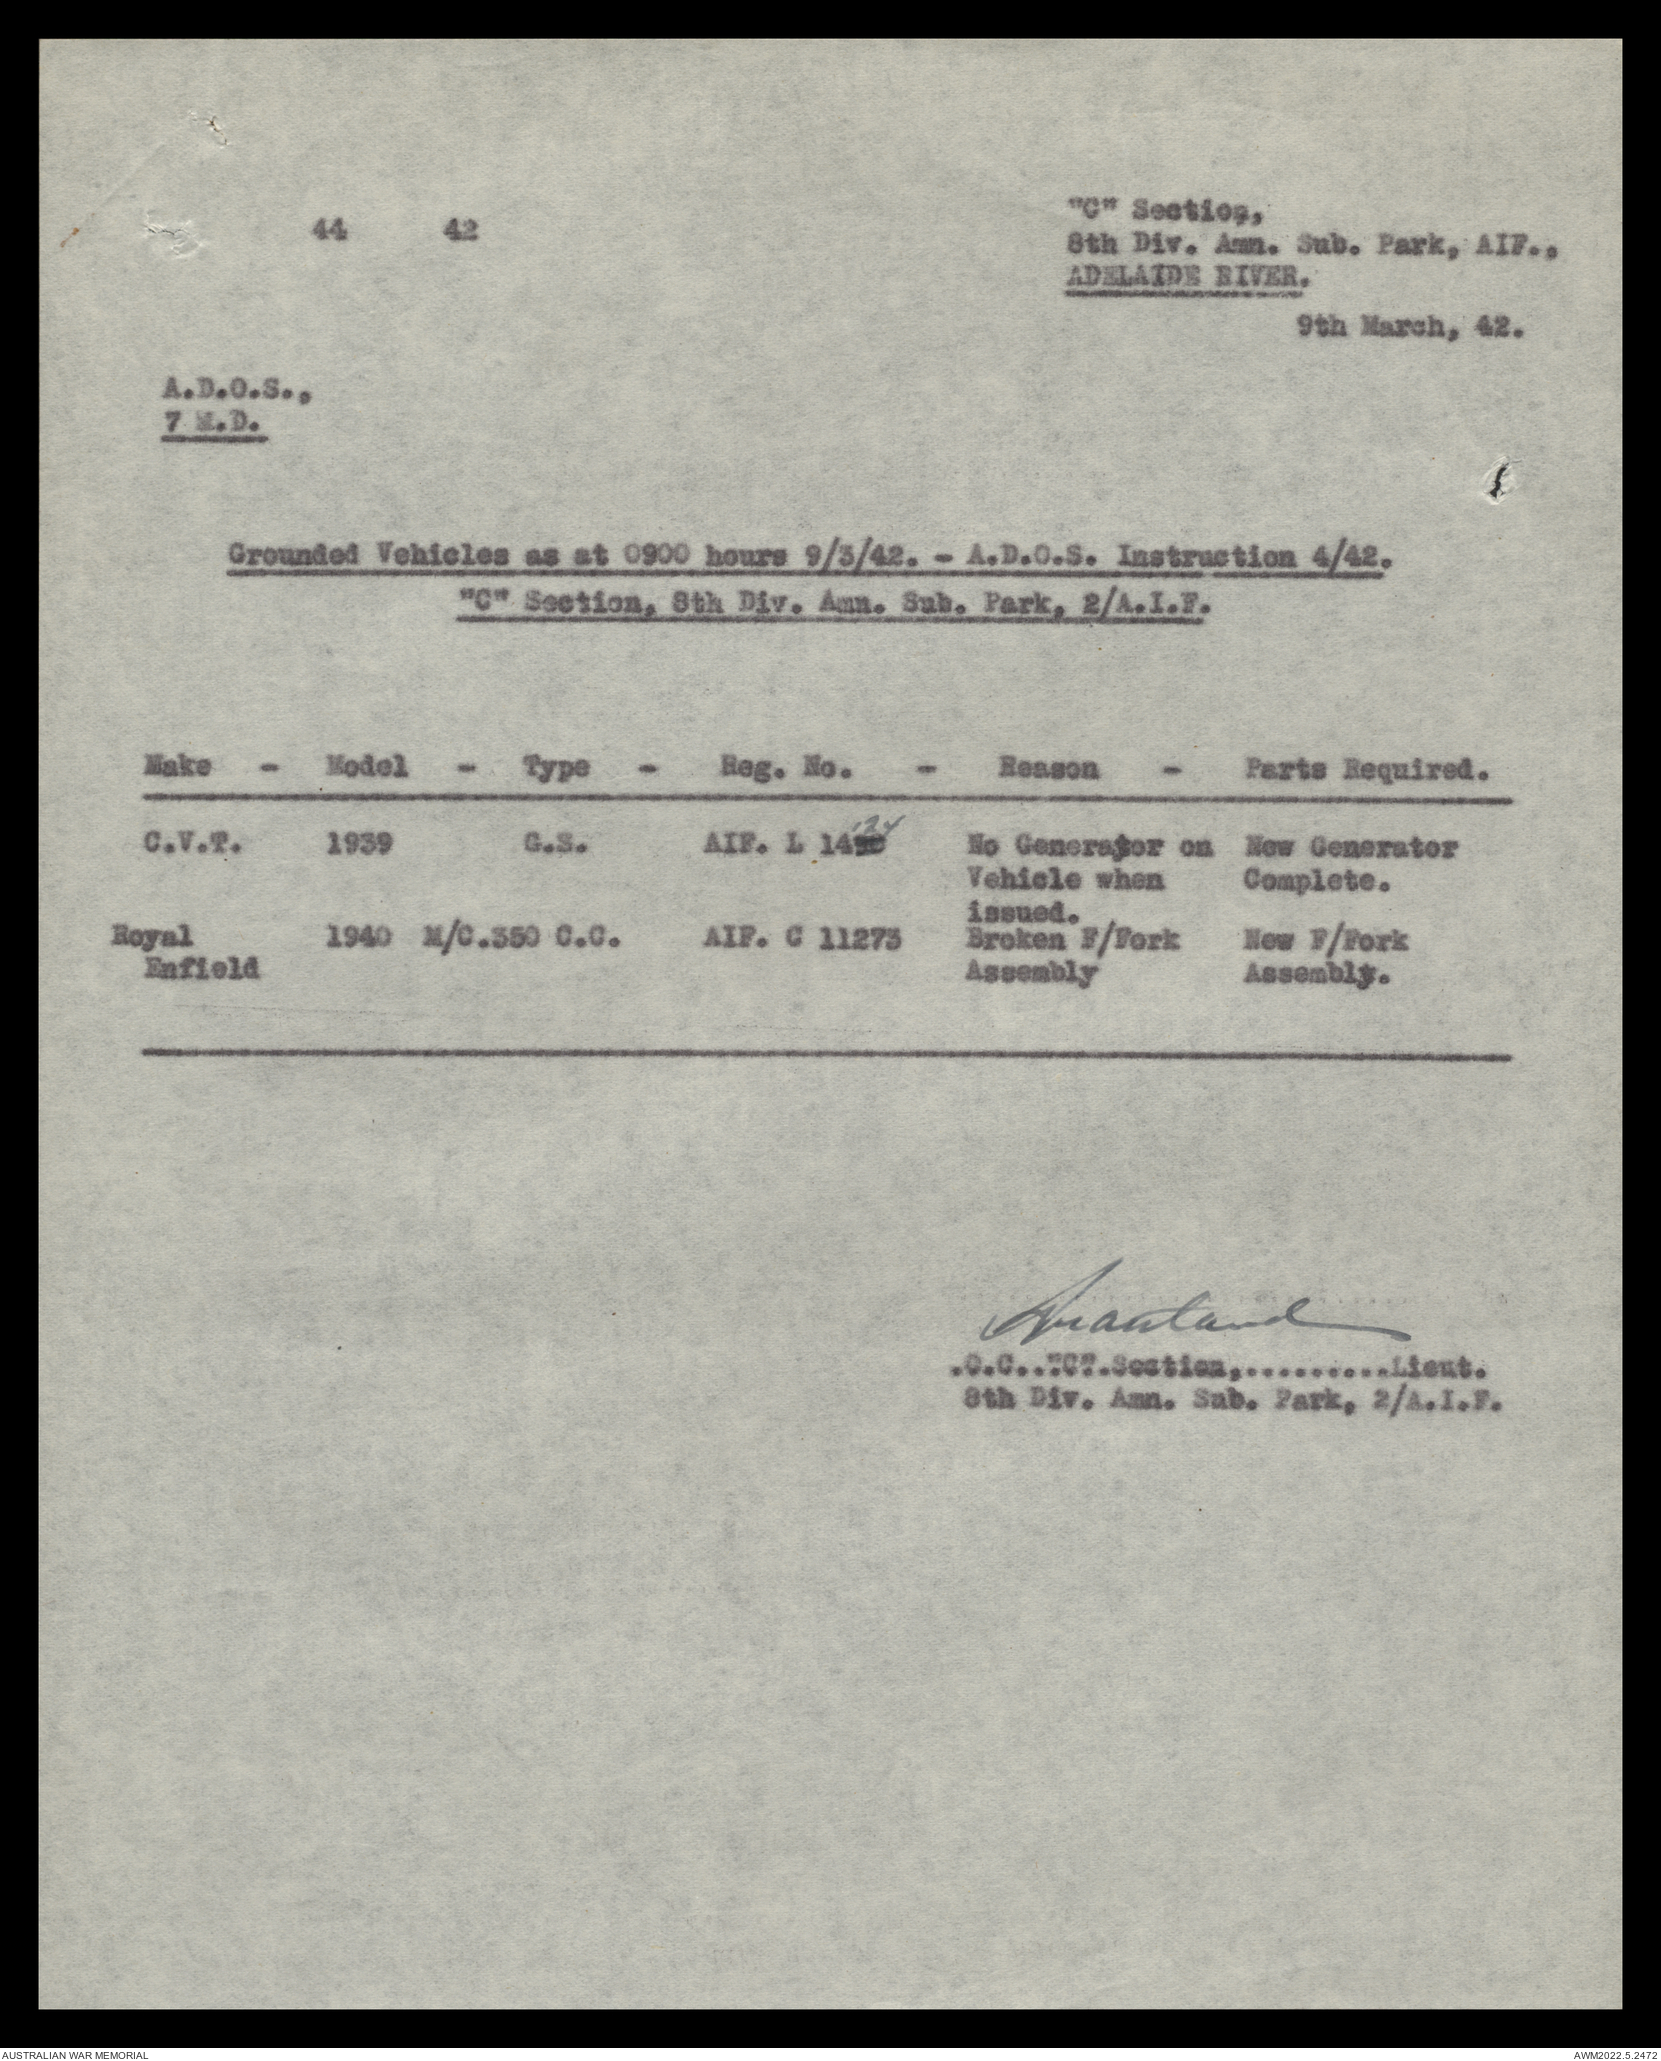 44 42
"C" Section,
8th Div. Amn. Sub. Park, AIF.,
ADELAIDE RIVER.
9th March, 42.
A.D.O.S.,
7 M.D.
Grounded Vehicles as at 0900 hours 9/3/42. - A.D.O.S. Instruction 4/42.
"C" Section, 8th Div. Amn. Sub. Park, 2/A.I.F.
Make - Model - Type - Reg. No. - Reason - Parts Required.
C.V.T. 1939 G.S. AIF. L No Generator on New Generator
Vehicle when Complete.
issued.
Royal 1940 M/C.350 C.C. AIF. C 11273 Broken F/Fork New F/Fork
Enfield Assembly Assembly.
.O.C.."C".Section,..........Lieut.
8th Div. Amn. Sub. Park, 2/A.I.F.
AUSTRALIAN WAR MEMORIAL AWM2022.5.2472